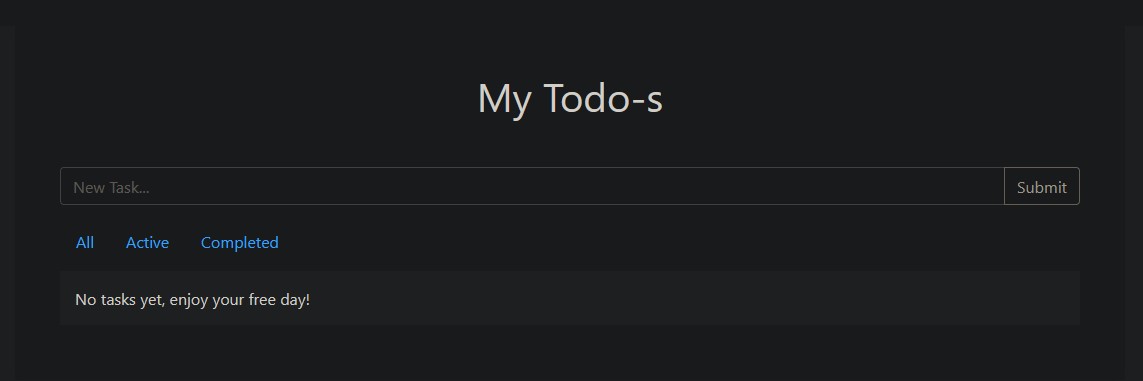 My Todo-s
New Task...
Submit
All Active Completed
No tasks yet, enjoy your free day!